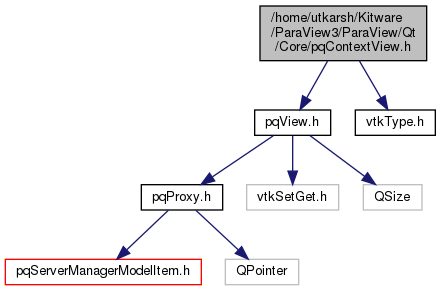 /home/utkarsh/Kitware
/ParaView3/ParaView/Qt
/Core/pqContextView.h
pqView.h
vtkType.h
pqProxy.h
vtkSetGet.h
QSize
pqServerManagerModelItem.h
QPointer